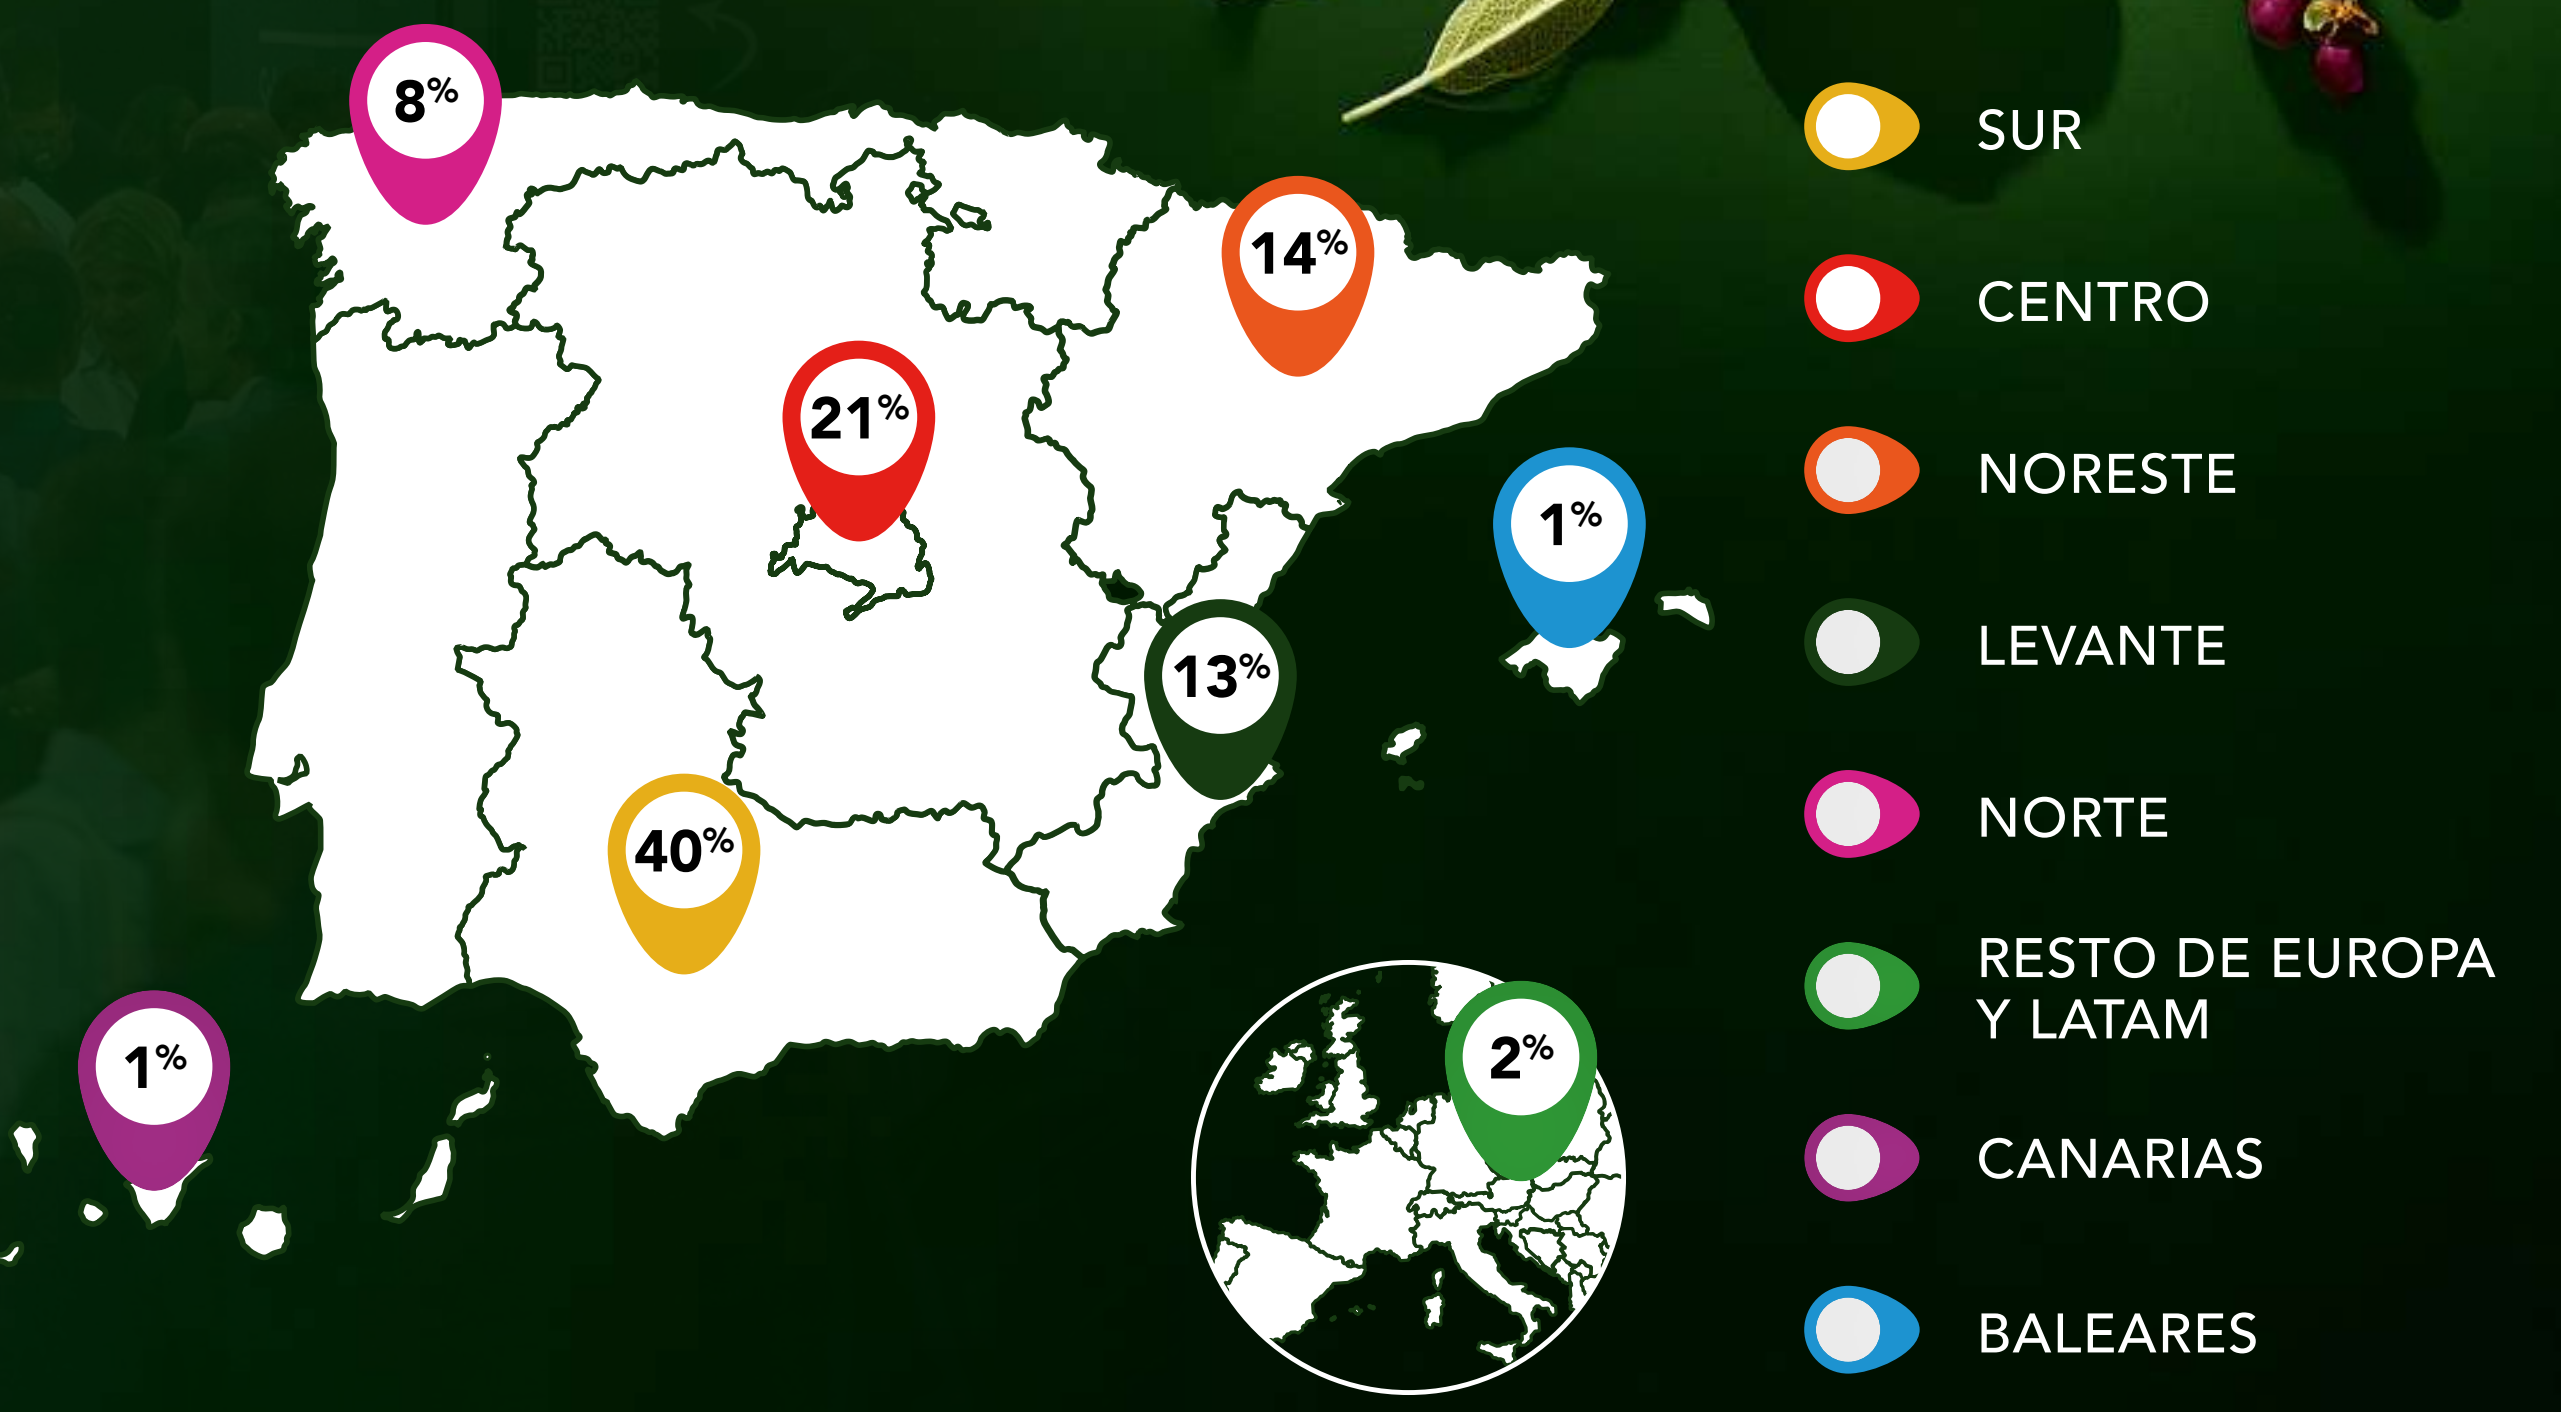 8%
14%
21%
1%
13%
40%
1%
2%
SUR
CENTRO
NORESTE
LEVANTE
NORTE
RESTO DE EUROPA
Y LATAM
CANARIAS
BALEARES